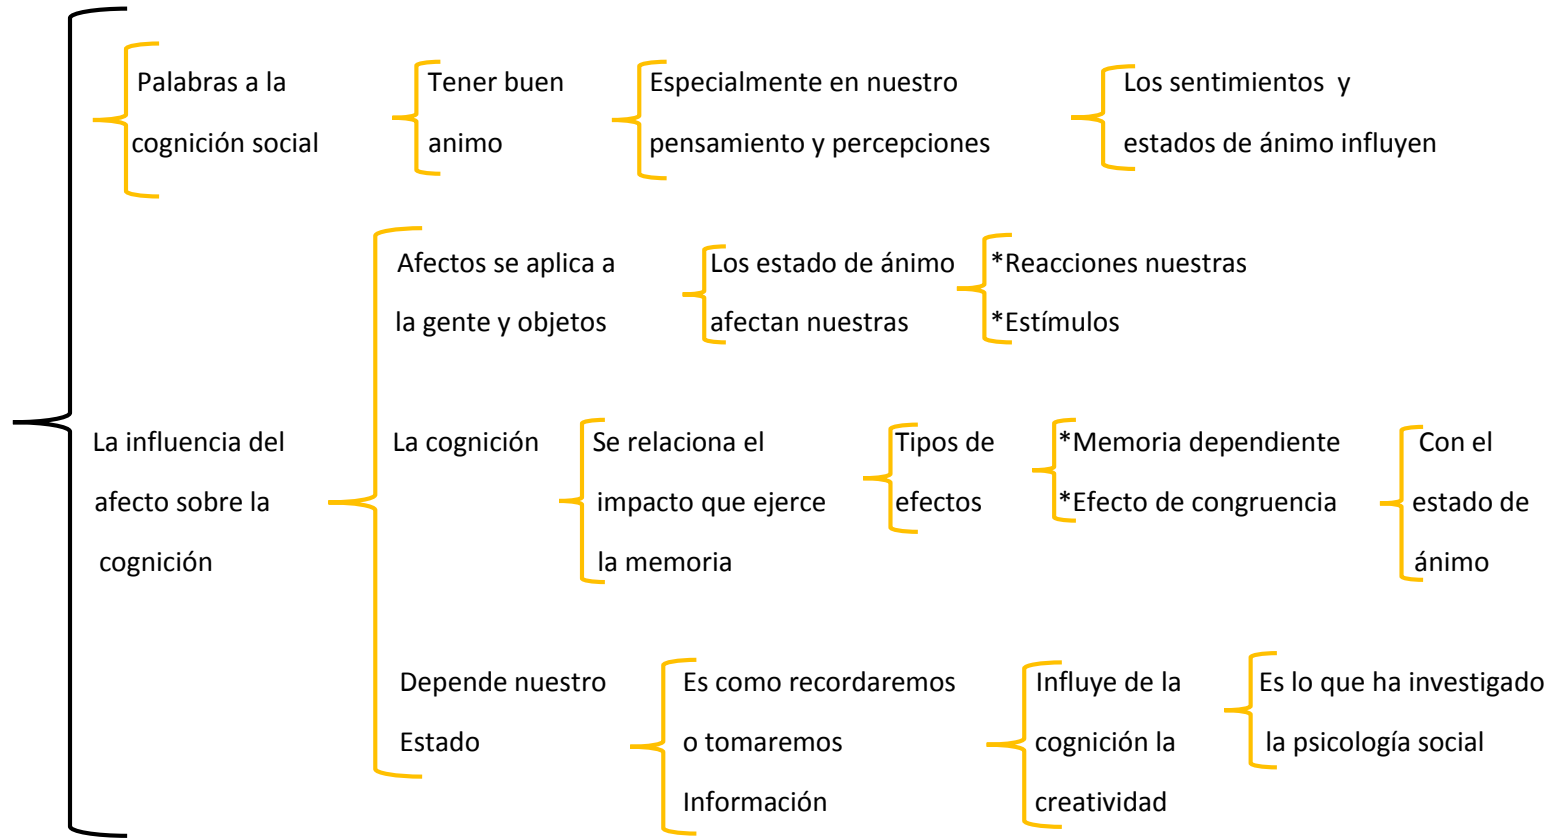 Palabras a la
cognición social
Tener buen
animo
Especialmente en nuestro
pensamiento y percepciones
Los sentimientos y
estados de ánimo influyen
Afectos se aplica a
la gente y objetos
Los estado de ánimo
afectan nuestras
*Reacciones nuestras
*Estímulos
La influencia del
afecto sobre la
cognición
La cognición
Se relaciona el
impacto que ejerce
la memoria
Tipos de
efectos
*Memoria dependiente
*Efecto de congruencia
Con el
estado de
ánimo
Depende nuestro
Estado
Es como recordaremos
o tomaremos
Información
Influye de la
cognición la
creatividad
Es lo que ha investigado
la psicología social